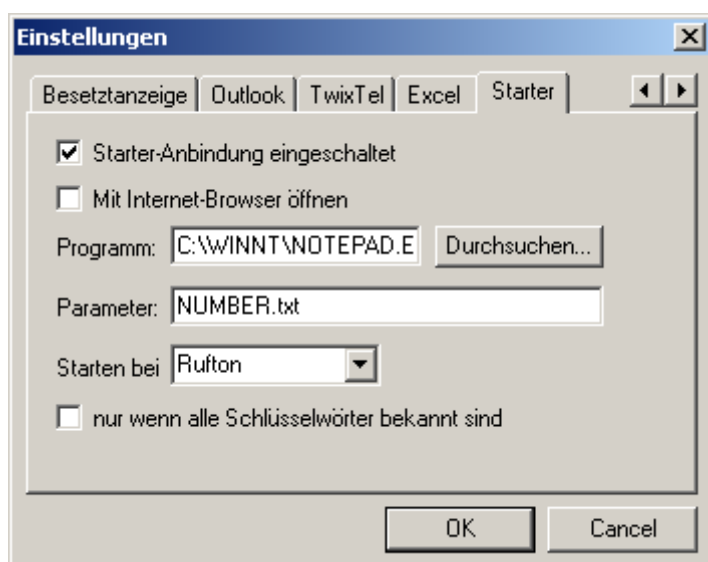 Einstellungen
Besetztanzeige Outlook TwixTel Excel Starter
Starter-Anbindung eingeschaltet
Mit Internet-Browser öffnen
Programm: C:\WINNT\NOTEPAD.E Durchsuchen...
Parameter: NUMBER.txt
Starten bei Rufton
nur wenn alle Schlüsselwörter bekannt sind
OK Cancel